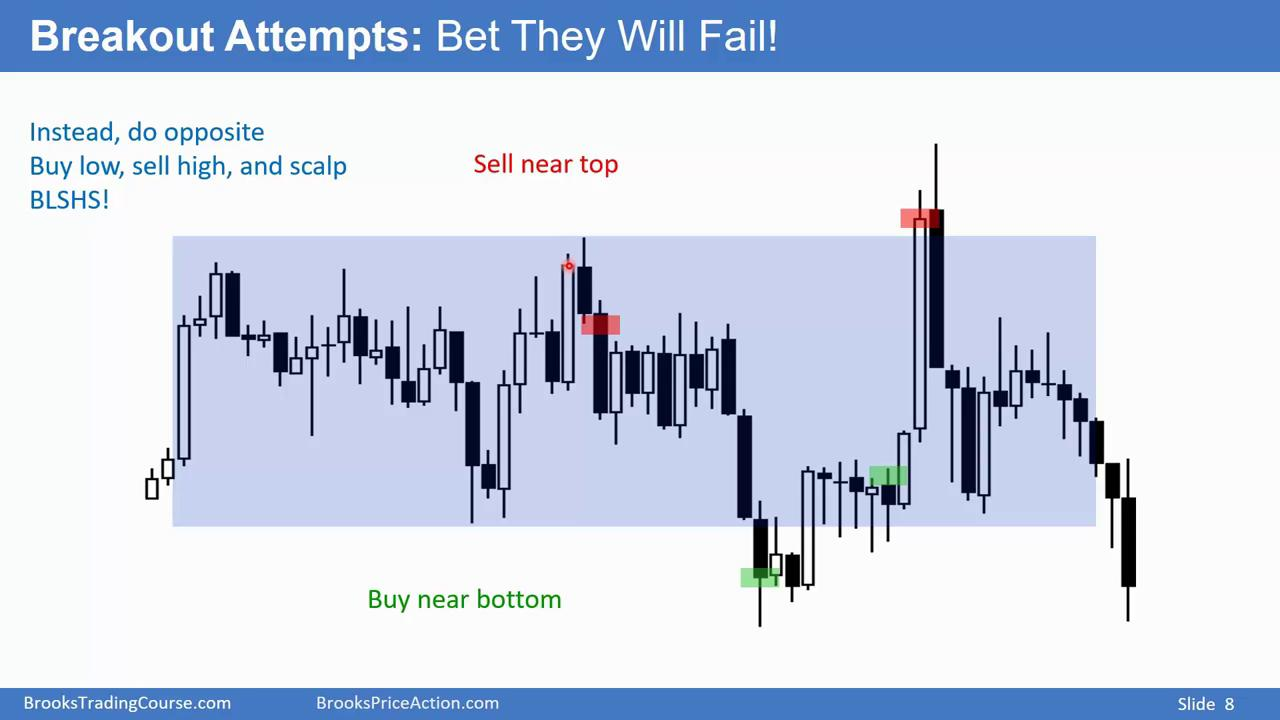 Breakout Attempts: Bet They Will Fail!
Instead, do opposite
Buy low, sell high, and scalp
BLSHS!
Sell near top
Buy near bottom
BrooksTradingCourse.com
BrooksPriceAction.com
Slide 8